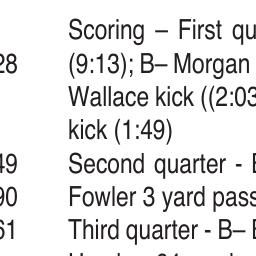 Scoring – First qu
28 (9:13); B– Morgan
Wallace kick ((2:03
kick (1:49)
49 Second quarter - B
90 Fowler 3 yard pass
61 Third quarter - B– B